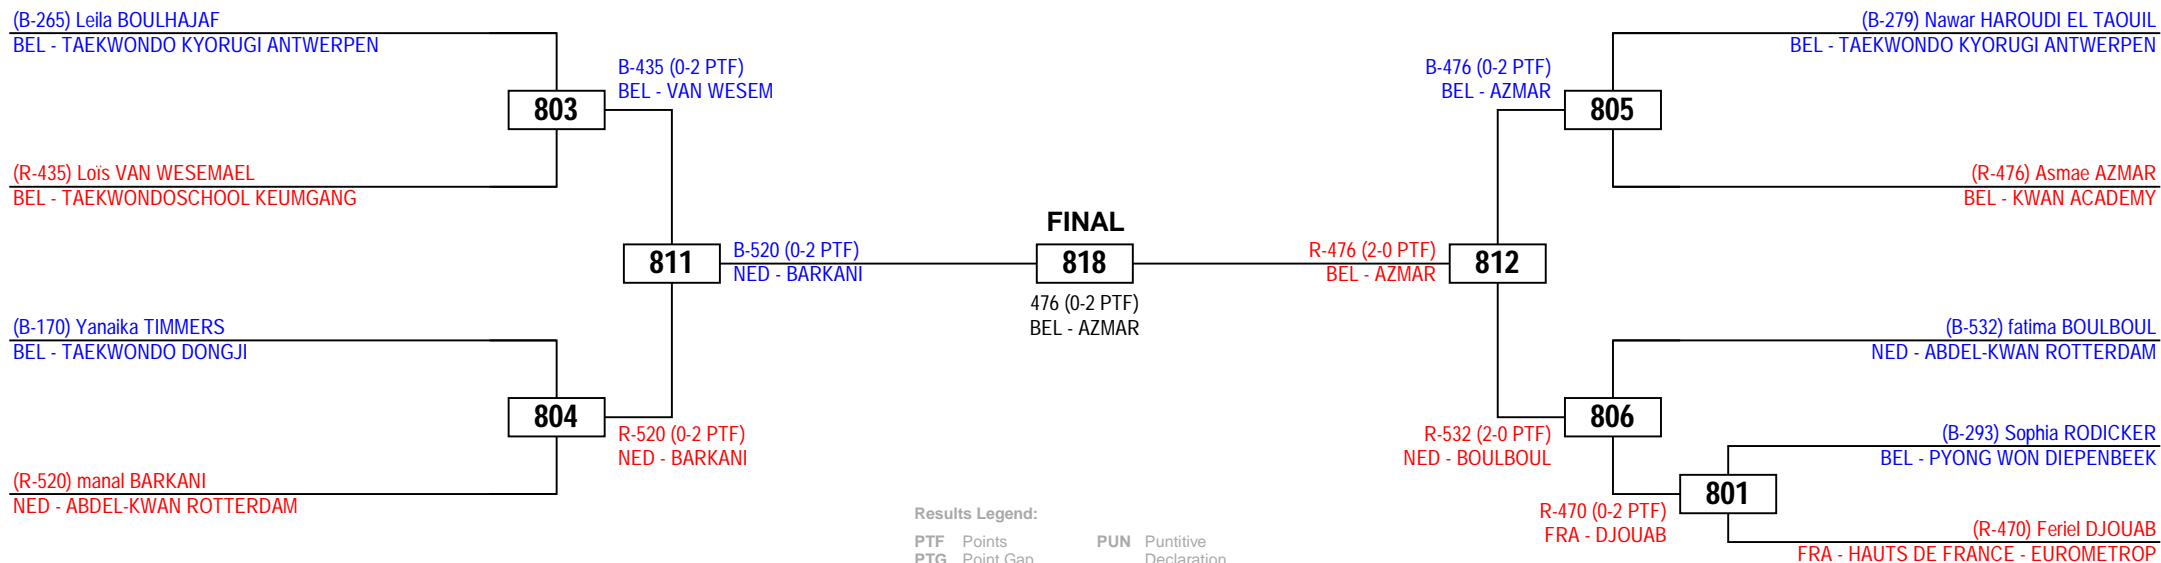 (B-265) Leila BOULHAJAF
BEL - TAEKWONDO KYORUGI ANTWERPEN
803
B-435 (0-2 PTF)
BEL - VAN WESEM
(R-435) Loïs VAN WESEMAEL
BEL - TAEKWONDOSCHOOL KEUMGANG
811
B-520 (0-2 PTF)
NED - BARKANI
(B-170) Yanaika TIMMERS
BEL - TAEKWONDO DONGJI
804
R-520 (0-2 PTF)
NED - BARKANI
(R-520) manal BARKANI
NED - ABDEL-KWAN ROTTERDAM
FINAL
818
476 (0-2 PTF)
BEL - AZMAR
(B-279) Nawar HAROUDI EL TAOUIL
BEL - TAEKWONDO KYORUGI ANTWERPEN
B-476 (0-2 PTF)
BEL - AZMAR
805
(R-476) Asmae AZMAR
BEL - KWAN ACADEMY
R-476 (2-0 PTF)
BEL - AZMAR
812
(B-532) fatima BOULBOUL
NED - ABDEL-KWAN ROTTERDAM
806
R-532 (2-0 PTF)
NED - BOULBOUL
(B-293) Sophia RODICKER
BEL - PYONG WON DIEPENBEEK
801
R-470 (0-2 PTF)
FRA - DJOUAB
(R-470) Feriel DJOUAB
FRA - HAUTS DE FRANCE - EUROMETROP
Results Legend:
PTF Points
PTG Point Gap
PUN Puntitive
Declaration